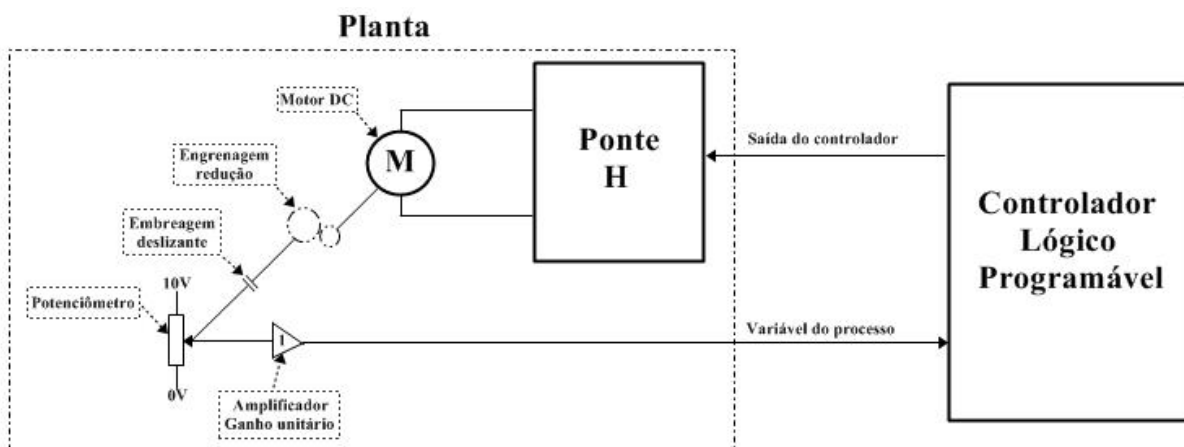 Planta
Motor DC
M
Ponte
H
Saída do controlador
Controlador
Lógico
Programável
Engrenagem
redução
Embreagem
deslizante
10V
Potenciômetro
0V
1
Variável do processo
Amplificador
Ganho unitário